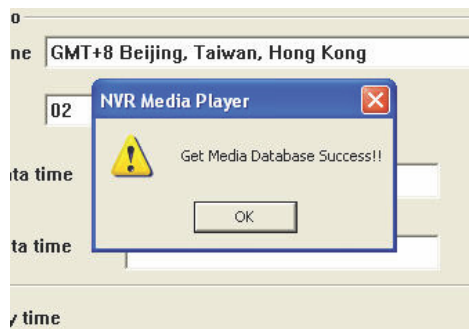 o
ne GMT+8 Beijing, Taiwan, Hong Kong
02
NVR Media Player
Get Media Database Success!!
ata time
OK
ta time
y time